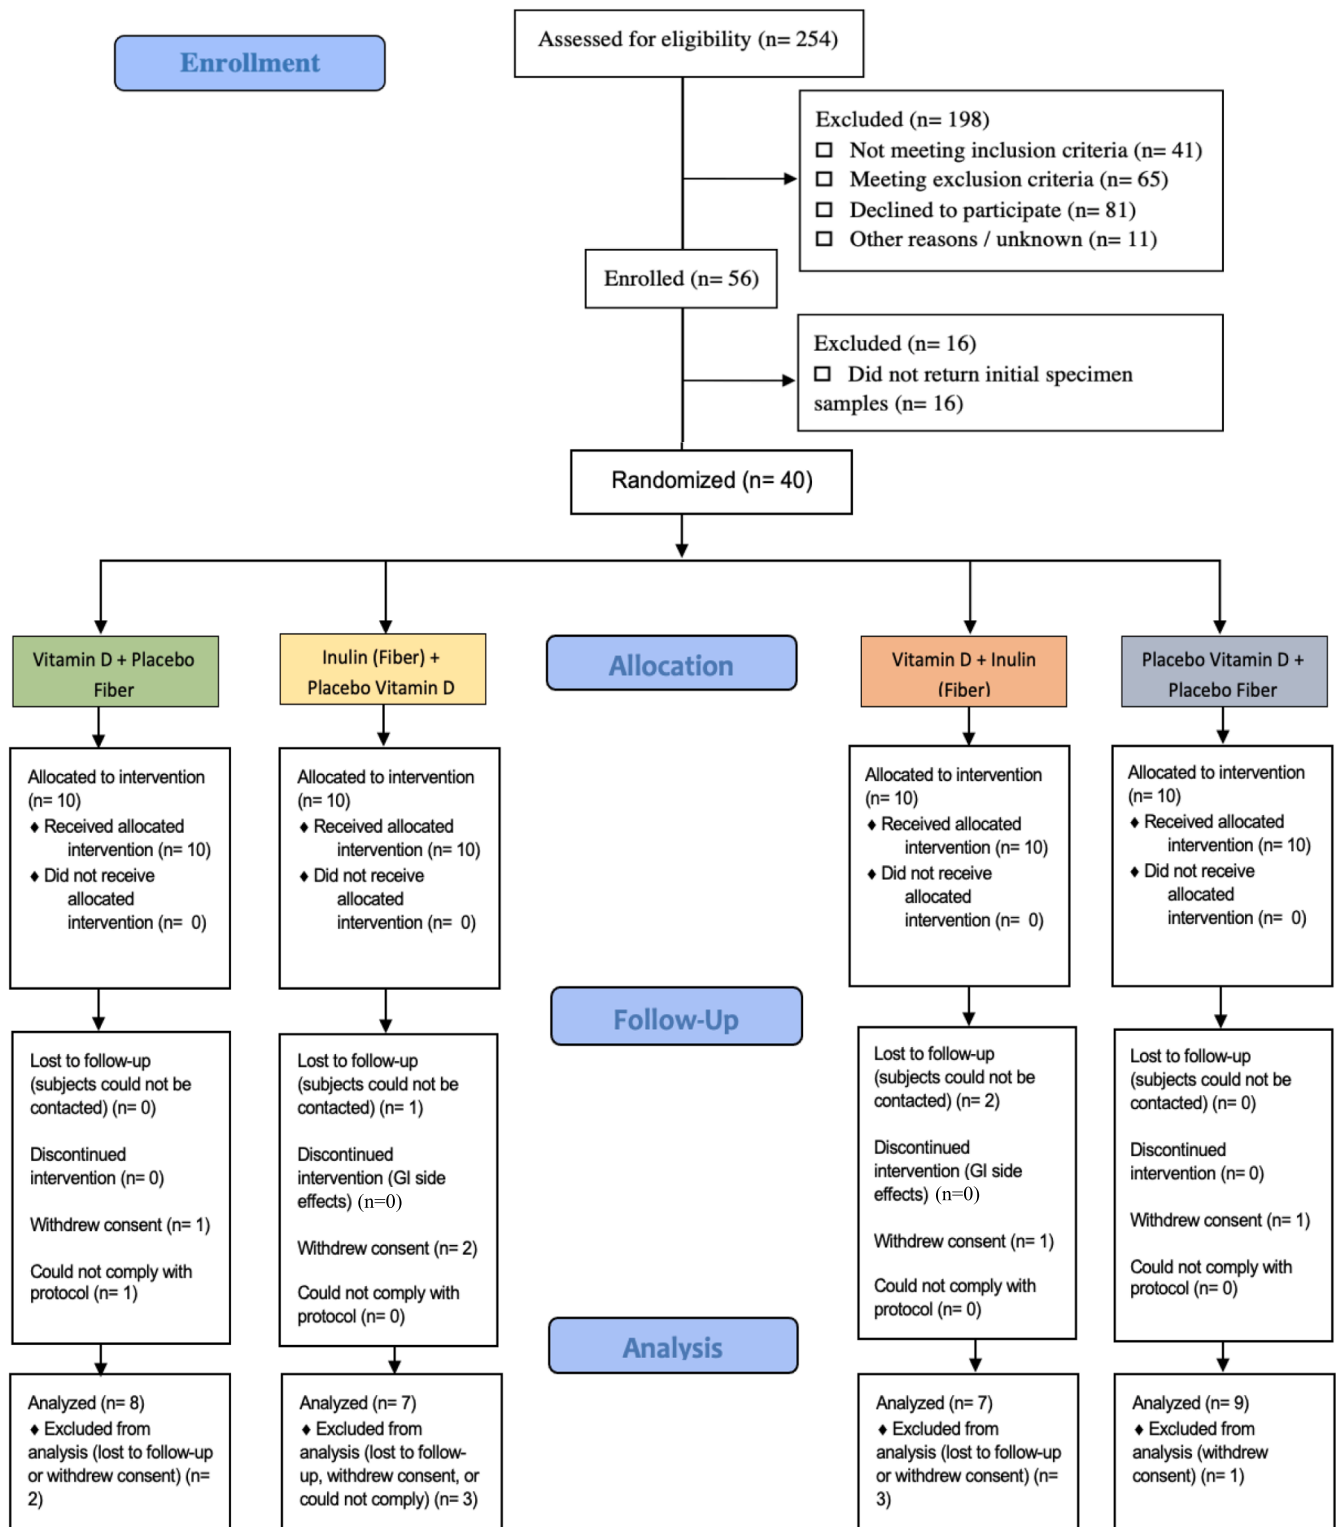 Assessed for eligibility (n= 254)
Enrollment
Excluded (n= 198)
☐ Not meeting inclusion criteria (n= 41)
☐ Meeting exclusion criteria (n= 65)
☐ Declined to participate (n= 81)
☐ Other reasons / unknown (n= 11)
Enrolled (n= 56)
Excluded (n= 16)
☐ Did not return initial specimen
samples (n= 16)
Randomized (n= 40)
Vitamin D + Placebo
Fiber
Inulin (Fiber) +
Placebo Vitamin D
Allocation
Vitamin D + Inulin
(Fiber)
Placebo Vitamin D +
Placebo Fiber
Allocated to intervention
(n= 10)
♦ Received allocated
intervention (n= 10)
♦ Did not receive
allocated
intervention (n= 0)
Allocated to intervention
(n= 10)
♦ Received allocated
intervention (n= 10)
♦ Did not receive
allocated
intervention (n= 0)
Allocated to intervention
(n= 10)
♦ Received allocated
intervention (n= 10)
♦ Did not receive
allocated
intervention (n= 0)
Allocated to intervention
(n= 10)
♦ Received allocated
intervention (n= 10)
♦ Did not receive
allocated
intervention (n= 0)
Follow-Up
Lost to follow-up
(subjects could not be
contacted) (n= 0)
Discontinued
intervention (n= 0)
Withdrew consent (n= 1)
Could not comply with
protocol (n= 1)
Lost to follow-up
(subjects could not be
contacted) (n= 1)
Discontinued
intervention (GI side
effects) (n=0)
Withdrew consent (n= 2)
Could not comply with
protocol (n= 0)
Lost to follow-up
(subjects could not be
contacted) (n= 2)
Discontinued
intervention (GI side
effects) (n=0)
Withdrew consent (n= 1)
Could not comply with
protocol (n= 0)
Lost to follow-up
(subjects could not be
contacted) (n= 0)
Discontinued
intervention (n= 0)
Withdrew consent (n= 1)
Could not comply with
protocol (n= 0)
Analysis
Analyzed (n= 8)
♦ Excluded from
analysis (lost to follow-up
or withdrew consent) (n=
2)
Analyzed (n= 7)
♦ Excluded from
analysis (lost to follow-
up, withdrew consent, or
could not comply) (n= 3)
Analyzed (n= 7)
♦ Excluded from
analysis (lost to follow-up
or withdrew consent) (n=
3)
Analyzed (n= 9)
♦ Excluded from
analysis (withdrew
consent) (n= 1)